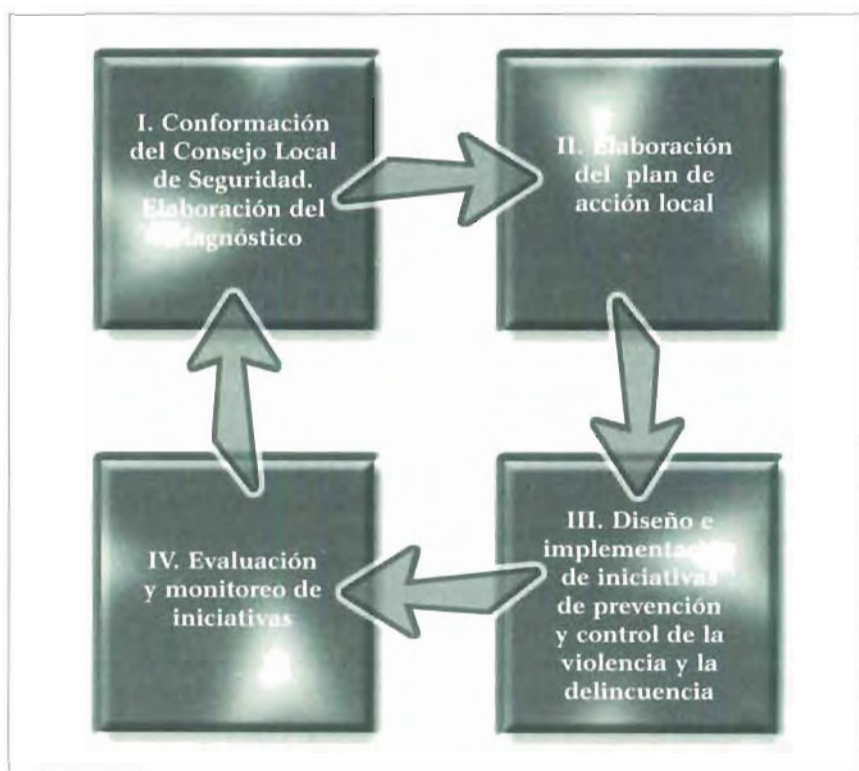 I. Conformación
del Consejo Local
de Seguridad.
Elaboración del
diagnóstico
II. Elaboración
del plan de
acción local
III. Diseño e
implementación
de iniciativas
de prevención
y control de la
violencia y la
delincuencia
IV. Evaluación
y monitoreo de
iniciativas